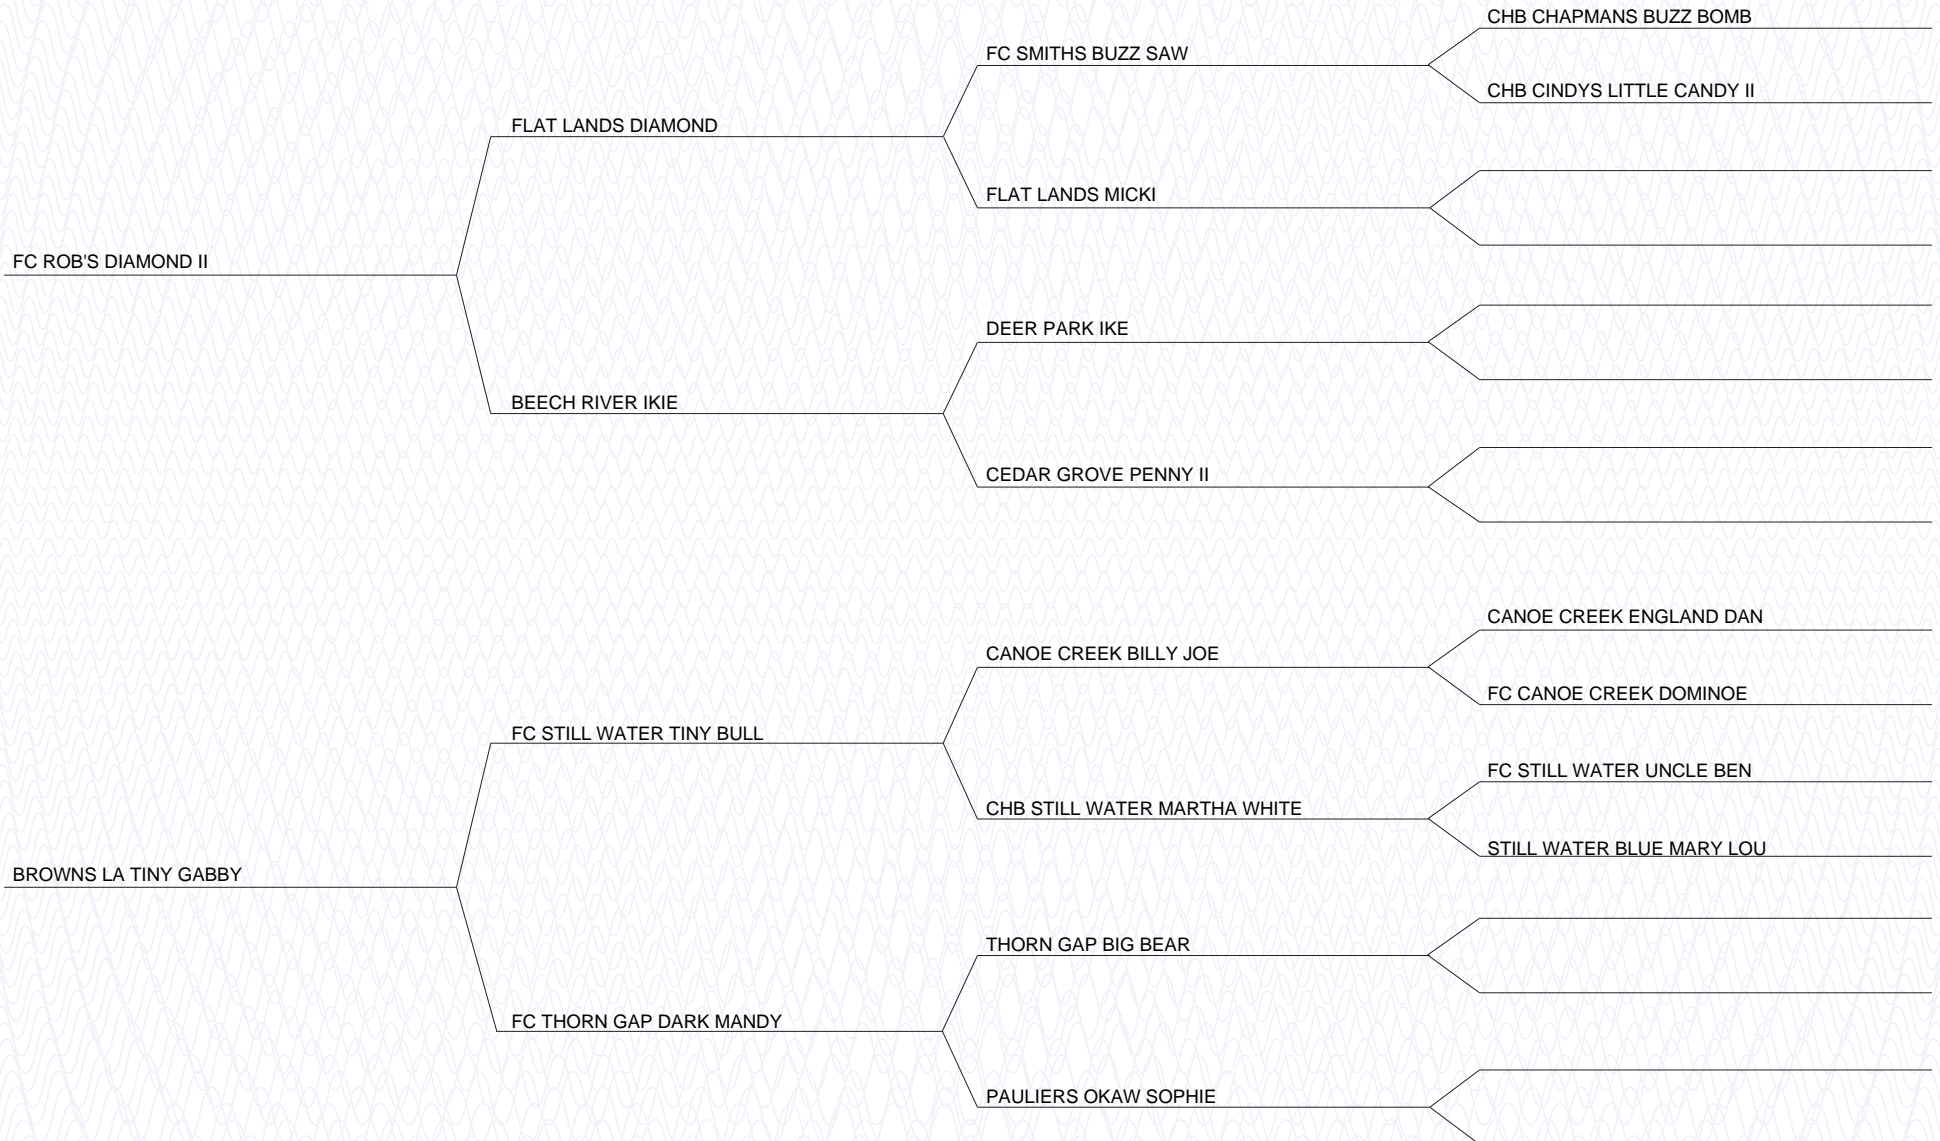 CHB CHAPMANS BUZZ BOMB
FC SMITHS BUZZ SAW
CHB CINDYS LITTLE CANDY II
FLAT LANDS DIAMOND
FLAT LANDS MICKI
FC ROB'S DIAMOND II
DEER PARK IKE
BEECH RIVER IKIE
CEDAR GROVE PENNY II
CANOE CREEK ENGLAND DAN
CANOE CREEK BILLY JOE
FC CANOE CREEK DOMINOE
FC STILL WATER TINY BULL
FC STILL WATER UNCLE BEN
CHB STILL WATER MARTHA WHITE
STILL WATER BLUE MARY LOU
BROWNS LA TINY GABBY
THORN GAP BIG BEAR
FC THORN GAP DARK MANDY
PAULIERS OKAW SOPHIE